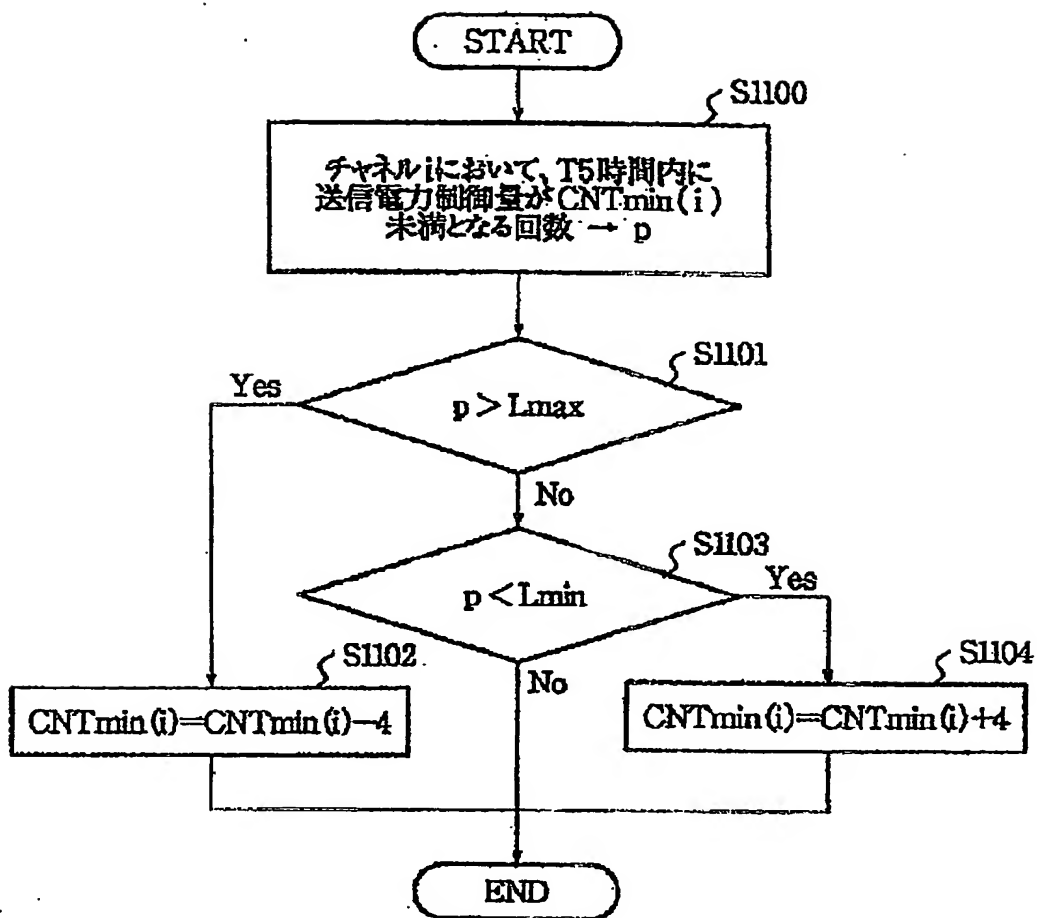 START
S1100
チャネルiにおいて、T5時間内に
送信電力制御量がCNTmin(i)
未満となる回数 → p
S1101
Yes
p>Lmax
No
S1103
Yes
p<Lmin
S1102
No
S1104
CNTmin(i)=CNTmin(i)−4
CNTmin(i)=CNTmin(i)+4
END